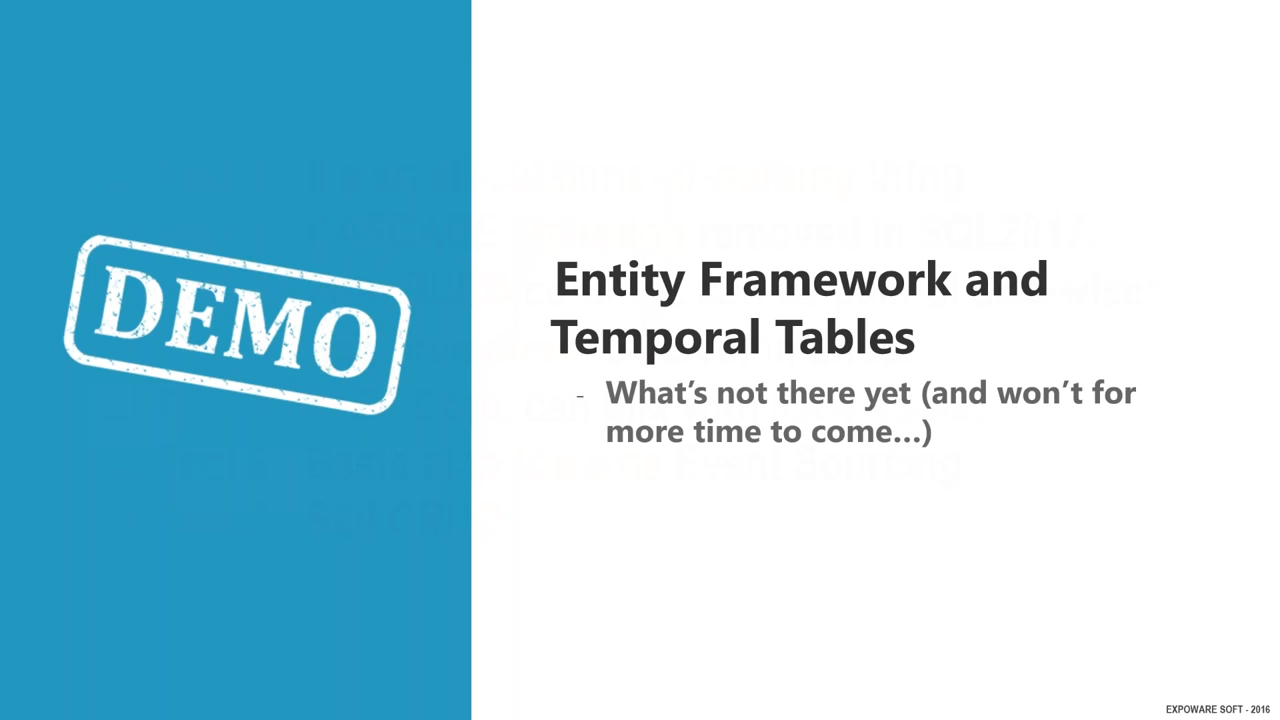 DEMO
Entity Framework and
Temporal Tables
- What's not there yet (and won't for
more time to come...)
EXPOWARE SOFT - 2016